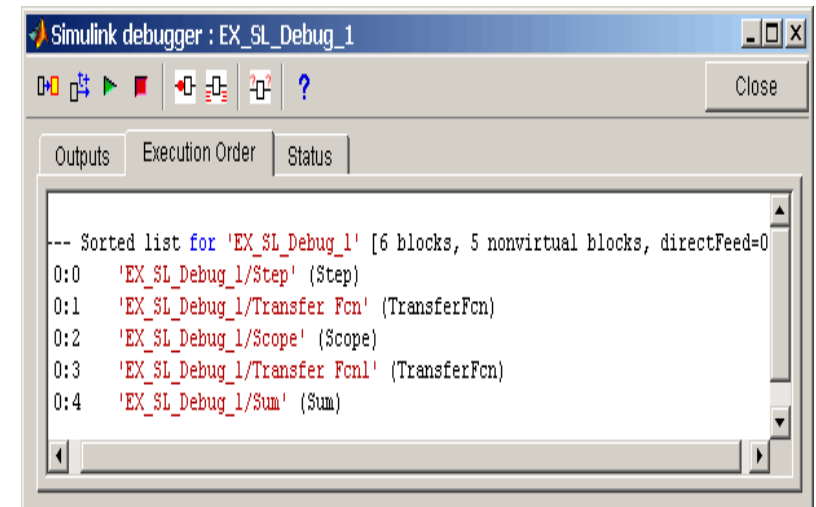 Simulink debugger : EX_SL_Debug_1
Close
Outputs Execution Order Status
--- Sorted list for 'EX_SL_Debug_1' [6 blocks, 5 nonvirtual blocks, directFeed=0
0:0 'EX_SL_Debug_1/Step' (Step)
0:1 'EX_SL_Debug_1/Transfer Fcn' (TransferFcn)
0:2 'EX_SL_Debug_1/Scope' (Scope)
0:3 'EX_SL_Debug_1/Transfer Fcn1' (TransferFcn)
0:4 'EX_SL_Debug_1/Sum' (Sum)